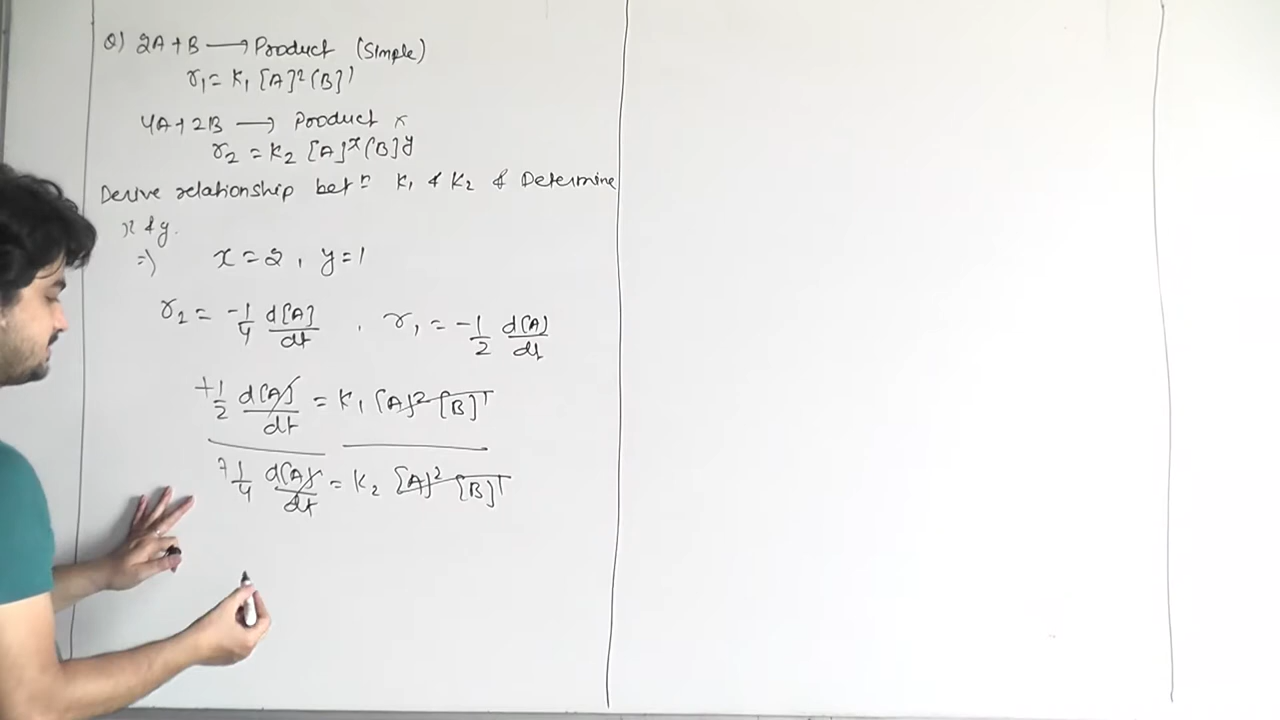 Q) 2A + B ⟶ Product (Simple)
r₁ = K₁ [A]² [B]¹
4A + 2B ⟶ Product x
r₂ = K₂ [A]ˣ [B]ʸ
Derive relationship betⁿ K₁ & K₂ & Determine
x & y.
⇒) x = 2 , y = 1
r₂ = -1/4 d[A]/dt , r₁ = -1/2 d[A]/dt
+1/2 d[A]/dt = K₁ [A]² [B]¹
+1/4 d[A]/dt = K₂ [A]² [B]¹